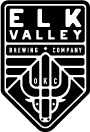 ELK
VALLEY
BREWING + COMPANY
OKC